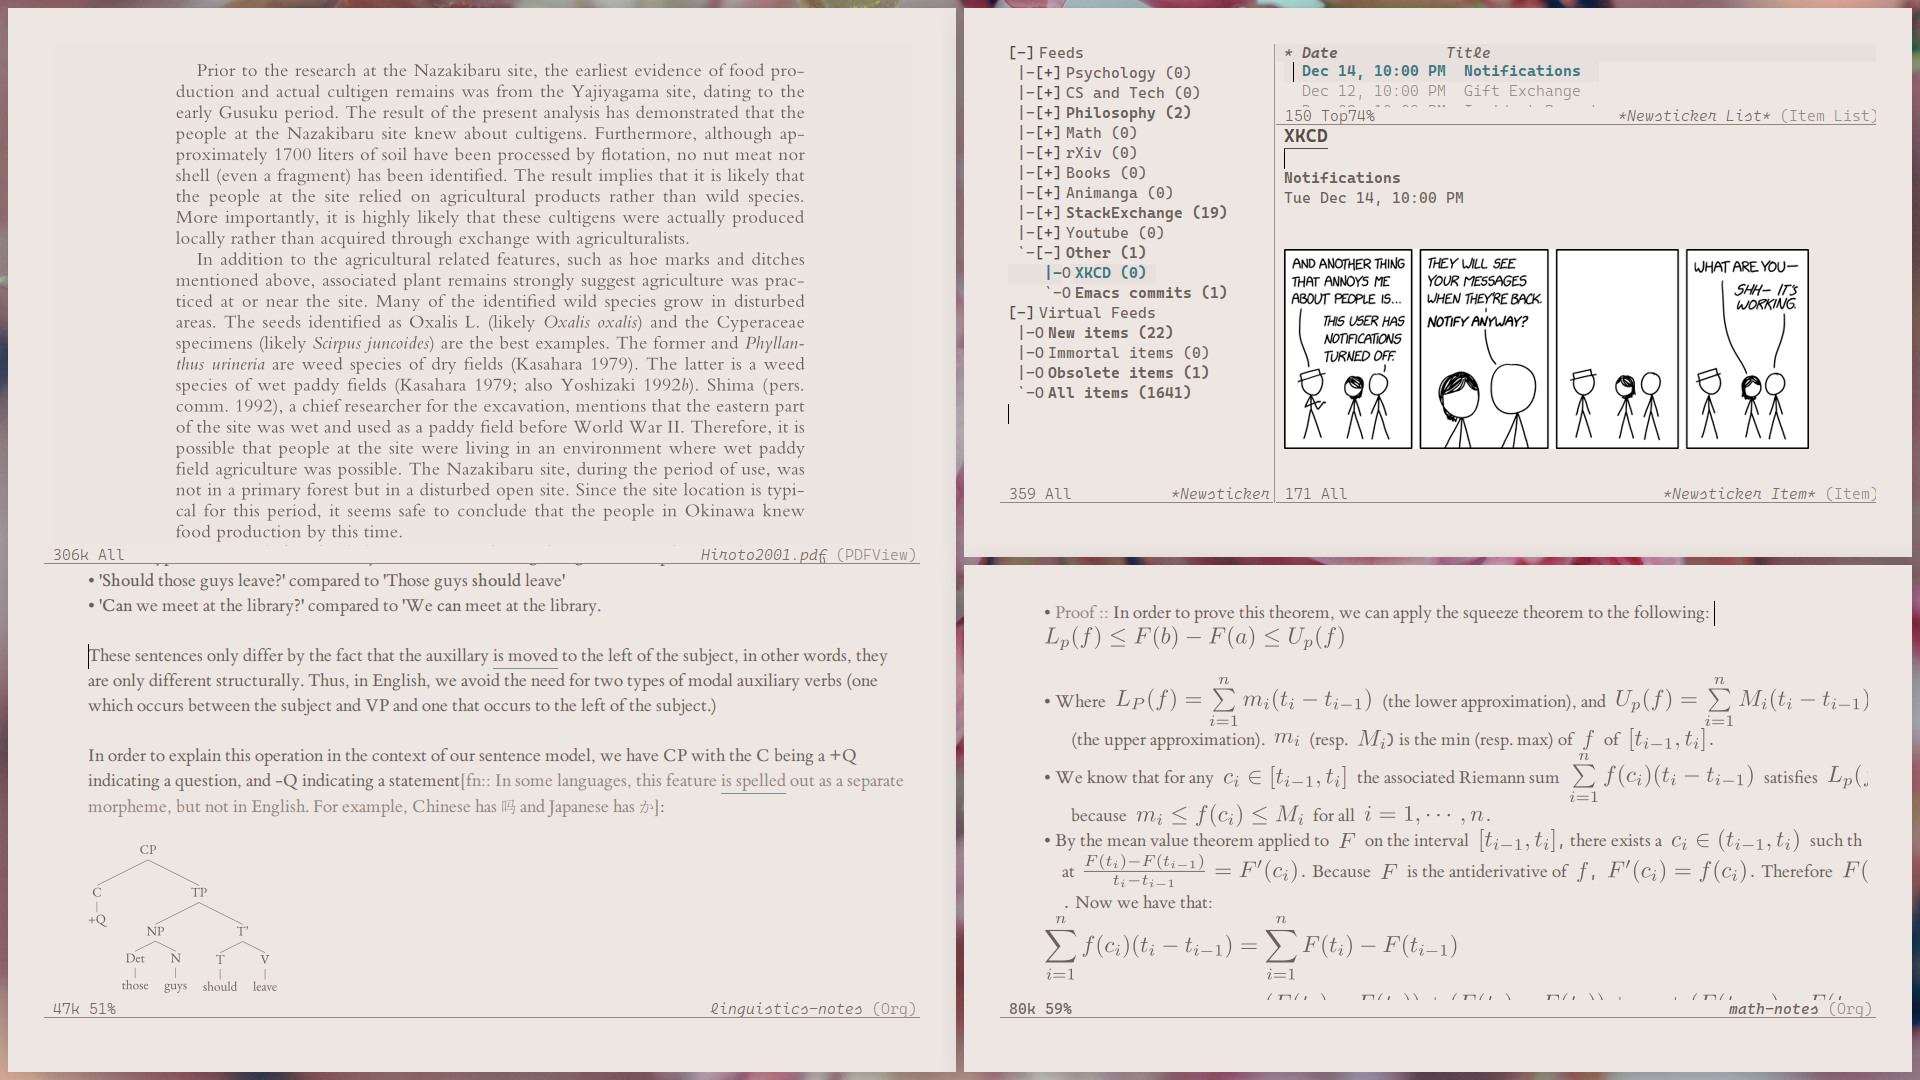 Prior to the research at the Nazakibaru site, the earliest evidence of food pro-
duction and actual cultigen remains was from the Yajiyagama site, dating to the
early Gusuku period. The result of the present analysis has demonstrated that the
people at the Nazakibaru site knew about cultigens. Furthermore, although ap-
proximately 1700 liters of soil have been processed by flotation, no nut meat nor
shell (even a fragment) has been identified. The result implies that it is likely that
the people at the site relied on agricultural products rather than wild species.
More importantly, it is highly likely that these cultigens were actually produced
locally rather than acquired through exchange with agriculturalists.
In addition to the agricultural related features, such as hoe marks and ditches
mentioned above, associated plant remains strongly suggest agriculture was prac-
ticed at or near the site. Many of the identified wild species grow in disturbed
areas. The seeds identified as Oxalis L. (likely Oxalis oxalis) and the Cyperaceae
specimens (likely Scirpus juncoides) are the best examples. The former and Phyllan-
thus urineria are weed species of dry fields (Kasahara 1979). The latter is a weed
species of wet paddy fields (Kasahara 1979; also Yoshizaki 1992b). Shima (pers.
comm. 1992), a chief researcher for the excavation, mentions that the eastern part
of the site was wet and used as a paddy field before World War II. Therefore, it is
possible that people at the site were living in an environment where wet paddy
field agriculture was possible. The Nazakibaru site, during the period of use, was
not in a primary forest but in a disturbed open site. Since the site location is typi-
cal for this period, it seems safe to conclude that the people in Okinawa knew
food production by this time.
306k All Hiroto2001.pdf (PDFView)
• 'Should those guys leave?' compared to 'Those guys should leave'
• 'Can we meet at the library?' compared to 'We can meet at the library.
These sentences only differ by the fact that the auxillary is moved to the left of the subject, in other words, they
are only different structurally. Thus, in English, we avoid the need for two types of modal auxiliary verbs (one
which occurs between the subject and VP and one that occurs to the left of the subject.)
In order to explain this operation in the context of our sentence model, we have CP with the C being a +Q
indicating a question, and -Q indicating a statement[fn:: In some languages, this feature is spelled out as a separate
morpheme, but not in English. For example, Chinese has 吗 and Japanese has か]:
CP
C TP
+Q
NP T'
Det N T V
those guys should leave
47k 51% linguistics-notes (Org)
[-] Feeds
|-[+] Psychology (0)
|-[+] CS and Tech (0)
|-[+] Philosophy (2)
|-[+] Math (0)
|-[+] rXiv (0)
|-[+] Books (0)
|-[+] Animanga (0)
|-[+] StackExchange (19)
|-[+] Youtube (0)
`-[-] Other (1)
|-O XKCD (0)
`-O Emacs commits (1)
[-] Virtual Feeds
|-O New items (22)
|-O Immortal items (0)
|-O Obsolete items (1)
`-O All items (1641)
359 All *Newsticker
* Date Title
Dec 14, 10:00 PM Notifications
Dec 12, 10:00 PM Gift Exchange
150 Top74% *Newsticker List* (Item List)
XKCD
Notifications
Tue Dec 14, 10:00 PM
AND ANOTHER THING
THAT ANNOYS ME
ABOUT PEOPLE IS...
THIS USER HAS
NOTIFICATIONS
TURNED OFF.
THEY WILL SEE
YOUR MESSAGES
WHEN THEY'RE BACK.
NOTIFY ANYWAY?
WHAT ARE YOU—
SHH— IT'S
WORKING.
171 All *Newsticker Item* (Item)
• Proof :: In order to prove this theorem, we can apply the squeeze theorem to the following:
L_p(f) ≤ F(b) − F(a) ≤ U_p(f)
• Where L_P(f) = ∑_{i=1}^{n} m_i(t_i − t_{i−1}) (the lower approximation), and U_p(f) = ∑_{i=1}^{n} M_i(t_i − t_{i−1})
(the upper approximation). m_i (resp. M_i) is the min (resp. max) of f of [t_{i−1}, t_i].
• We know that for any c_i ∈ [t_{i−1}, t_i] the associated Riemann sum ∑_{i=1}^{n} f(c_i)(t_i − t_{i−1}) satisfies L_p(
because m_i ≤ f(c_i) ≤ M_i for all i = 1, ⋯ , n.
• By the mean value theorem applied to F on the interval [t_{i−1}, t_i], there exists a c_i ∈ (t_{i−1}, t_i) such th
at \frac{F(t_i)−F(t_{i−1})}{t_i−t_{i−1}} = F′(c_i). Because F is the antiderivative of f, F′(c_i) = f(c_i). Therefore F(
. Now we have that:
∑_{i=1}^{n} f(c_i)(t_i − t_{i−1}) = ∑_{i=1}^{n} F(t_i) − F(t_{i−1})
80k 59% math-notes (Org)